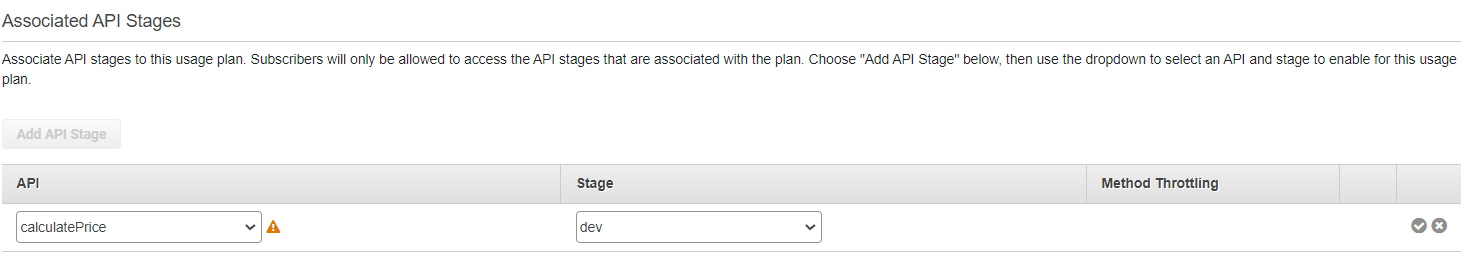 Associated API Stages
Associate API stages to this usage plan. Subscribers will only be allowed to access the API stages that are associated with the plan. Choose "Add API Stage" below, then use the dropdown to select an API and stage to enable for this usage
plan.
Add API Stage
API Stage Method Throttling
calculatePrice dev